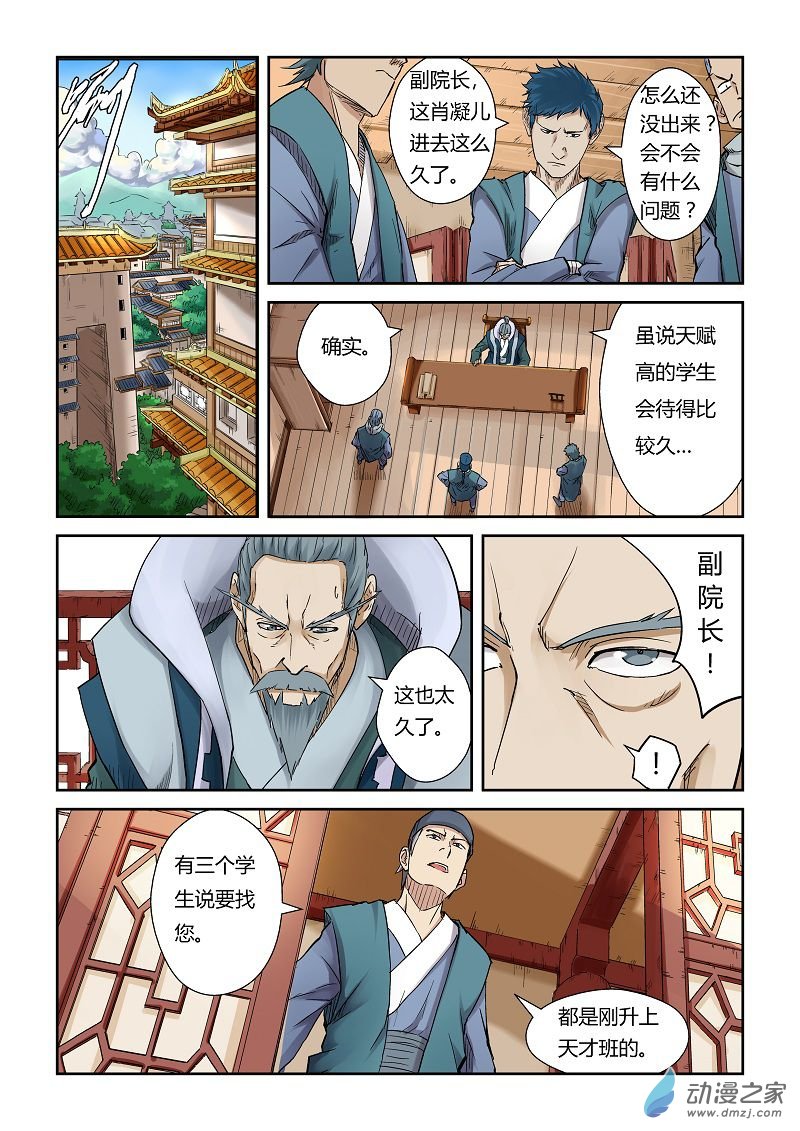 副院长，
这肖凝儿
进去这么
久了。
怎么还
没出来？
会不会
有什么
问题？
确实。
虽说天赋
高的学生
会待得比
较久...
这也太
久了。
副院长！
！
有三个学
生说要找
您。
都是刚升上
天才班的。
动漫之家
www.dmzj.com